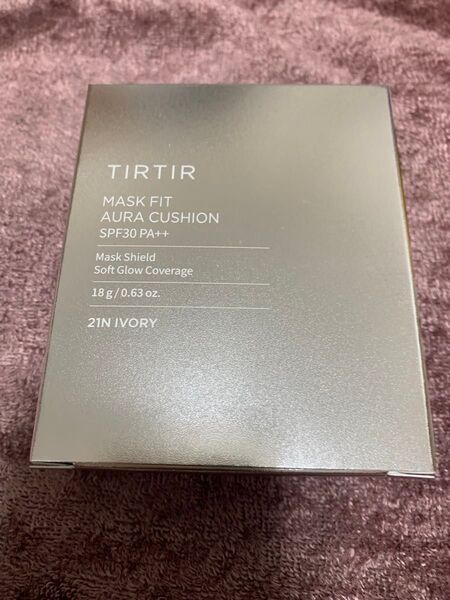 TIRTIR
MASK FIT
AURA CUSHION
SPF30 PA++
Mask Shield
Soft Glow Coverage
18 g / 0.63 oz.
21N IVORY